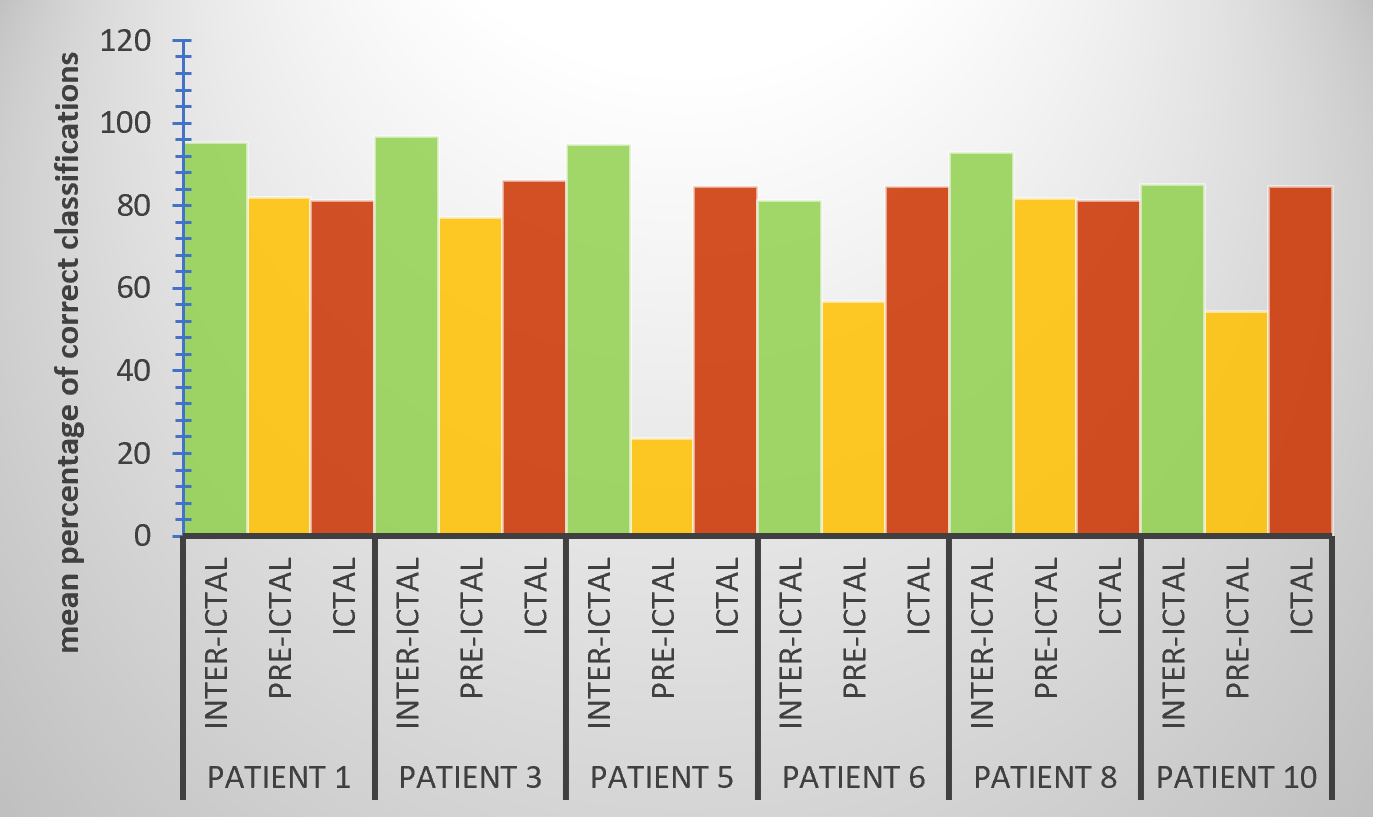 mean percentage of correct classifications
120
100
80
60
40
20
0
INTER-ICTAL
PRE-ICTAL
ICTAL
INTER-ICTAL
PRE-ICTAL
ICTAL
INTER-ICTAL
PRE-ICTAL
ICTAL
INTER-ICTAL
PRE-ICTAL
ICTAL
INTER-ICTAL
PRE-ICTAL
ICTAL
INTER-ICTAL
PRE-ICTAL
ICTAL
PATIENT 1
PATIENT 3
PATIENT 5
PATIENT 6
PATIENT 8
PATIENT 10